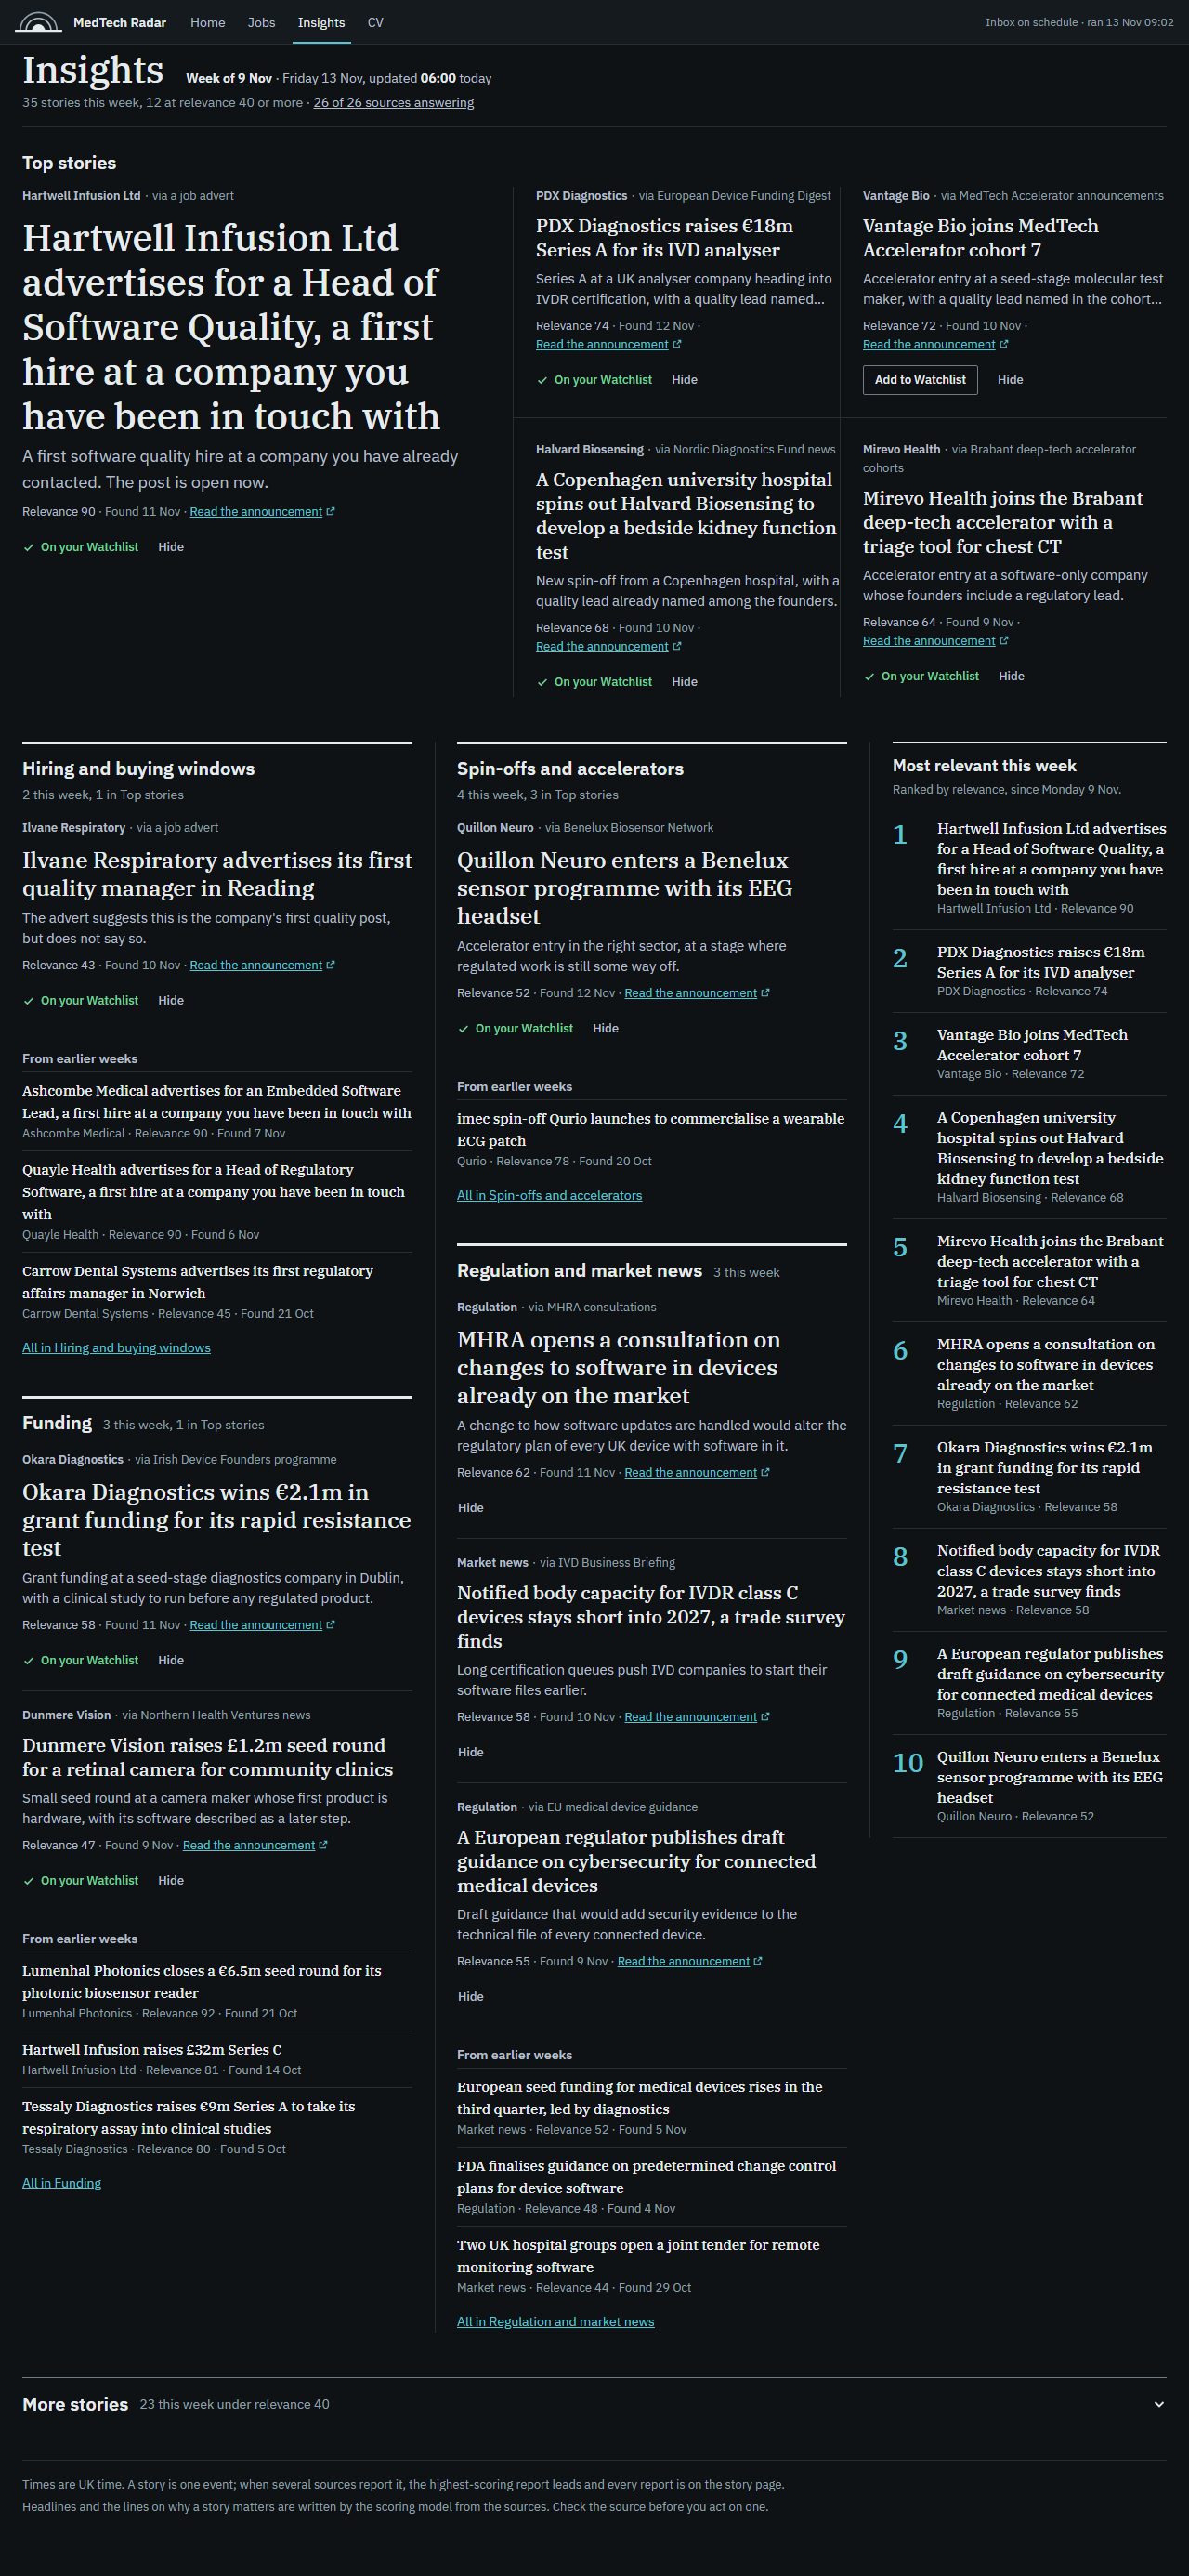 MedTech Radar Home Jobs Insights CV Inbox on schedule · ran 13 Nov 09:02
Insights Week of 9 Nov · Friday 13 Nov, updated 06:00 today
35 stories this week, 12 at relevance 40 or more · 26 of 26 sources answering
Top stories
Hartwell Infusion Ltd · via a job advert
Hartwell Infusion Ltd
advertises for a Head of
Software Quality, a first
hire at a company you
have been in touch with
A first software quality hire at a company you have already
contacted. The post is open now.
Relevance 90 · Found 11 Nov · Read the announcement
On your Watchlist Hide
PDX Diagnostics · via European Device Funding Digest
PDX Diagnostics raises €18m
Series A for its IVD analyser
Series A at a UK analyser company heading into
IVDR certification, with a quality lead named...
Relevance 74 · Found 12 Nov ·
Read the announcement
On your Watchlist Hide
Vantage Bio · via MedTech Accelerator announcements
Vantage Bio joins MedTech
Accelerator cohort 7
Accelerator entry at a seed-stage molecular test
maker, with a quality lead named in the cohort...
Relevance 72 · Found 10 Nov ·
Read the announcement
Add to Watchlist Hide
Halvard Biosensing · via Nordic Diagnostics Fund news
A Copenhagen university hospital
spins out Halvard Biosensing to
develop a bedside kidney function
test
New spin-off from a Copenhagen hospital, with a
quality lead already named among the founders.
Relevance 68 · Found 10 Nov ·
Read the announcement
On your Watchlist Hide
Mirevo Health · via Brabant deep-tech accelerator
cohorts
Mirevo Health joins the Brabant
deep-tech accelerator with a
triage tool for chest CT
Accelerator entry at a software-only company
whose founders include a regulatory lead.
Relevance 64 · Found 9 Nov ·
Read the announcement
On your Watchlist Hide
Hiring and buying windows
2 this week, 1 in Top stories
Ilvane Respiratory · via a job advert
Ilvane Respiratory advertises its first
quality manager in Reading
The advert suggests this is the company's first quality post,
but does not say so.
Relevance 43 · Found 10 Nov · Read the announcement
On your Watchlist Hide
From earlier weeks
Ashcombe Medical advertises for an Embedded Software
Lead, a first hire at a company you have been in touch with
Ashcombe Medical · Relevance 90 · Found 7 Nov
Quayle Health advertises for a Head of Regulatory
Software, a first hire at a company you have been in touch
with
Quayle Health · Relevance 90 · Found 6 Nov
Carrow Dental Systems advertises its first regulatory
affairs manager in Norwich
Carrow Dental Systems · Relevance 45 · Found 21 Oct
All in Hiring and buying windows
Funding 3 this week, 1 in Top stories
Okara Diagnostics · via Irish Device Founders programme
Okara Diagnostics wins €2.1m in
grant funding for its rapid resistance
test
Grant funding at a seed-stage diagnostics company in Dublin,
with a clinical study to run before any regulated product.
Relevance 58 · Found 11 Nov · Read the announcement
On your Watchlist Hide
Dunmere Vision · via Northern Health Ventures news
Dunmere Vision raises £1.2m seed round
for a retinal camera for community clinics
Small seed round at a camera maker whose first product is
hardware, with its software described as a later step.
Relevance 47 · Found 9 Nov · Read the announcement
On your Watchlist Hide
From earlier weeks
Lumenhal Photonics closes a €6.5m seed round for its
photonic biosensor reader
Lumenhal Photonics · Relevance 92 · Found 21 Oct
Hartwell Infusion raises £32m Series C
Hartwell Infusion Ltd · Relevance 81 · Found 14 Oct
Tessaly Diagnostics raises €9m Series A to take its
respiratory assay into clinical studies
Tessaly Diagnostics · Relevance 80 · Found 5 Oct
All in Funding
Spin-offs and accelerators
4 this week, 3 in Top stories
Quillon Neuro · via Benelux Biosensor Network
Quillon Neuro enters a Benelux
sensor programme with its EEG
headset
Accelerator entry in the right sector, at a stage where
regulated work is still some way off.
Relevance 52 · Found 12 Nov · Read the announcement
On your Watchlist Hide
From earlier weeks
imec spin-off Qurio launches to commercialise a wearable
ECG patch
Qurio · Relevance 78 · Found 20 Oct
All in Spin-offs and accelerators
Regulation and market news 3 this week
Regulation · via MHRA consultations
MHRA opens a consultation on
changes to software in devices
already on the market
A change to how software updates are handled would alter the
regulatory plan of every UK device with software in it.
Relevance 62 · Found 11 Nov · Read the announcement
Hide
Market news · via IVD Business Briefing
Notified body capacity for IVDR class C
devices stays short into 2027, a trade survey
finds
Long certification queues push IVD companies to start their
software files earlier.
Relevance 58 · Found 10 Nov · Read the announcement
Hide
Regulation · via EU medical device guidance
A European regulator publishes draft
guidance on cybersecurity for connected
medical devices
Draft guidance that would add security evidence to the
technical file of every connected device.
Relevance 55 · Found 9 Nov · Read the announcement
Hide
From earlier weeks
European seed funding for medical devices rises in the
third quarter, led by diagnostics
Market news · Relevance 52 · Found 5 Nov
FDA finalises guidance on predetermined change control
plans for device software
Regulation · Relevance 48 · Found 4 Nov
Two UK hospital groups open a joint tender for remote
monitoring software
Market news · Relevance 44 · Found 29 Oct
All in Regulation and market news
Most relevant this week
Ranked by relevance, since Monday 9 Nov.
1 Hartwell Infusion Ltd advertises
for a Head of Software Quality, a
first hire at a company you have
been in touch with
Hartwell Infusion Ltd · Relevance 90
2 PDX Diagnostics raises €18m
Series A for its IVD analyser
PDX Diagnostics · Relevance 74
3 Vantage Bio joins MedTech
Accelerator cohort 7
Vantage Bio · Relevance 72
4 A Copenhagen university
hospital spins out Halvard
Biosensing to develop a bedside
kidney function test
Halvard Biosensing · Relevance 68
5 Mirevo Health joins the Brabant
deep-tech accelerator with a
triage tool for chest CT
Mirevo Health · Relevance 64
6 MHRA opens a consultation on
changes to software in devices
already on the market
Regulation · Relevance 62
7 Okara Diagnostics wins €2.1m
in grant funding for its rapid
resistance test
Okara Diagnostics · Relevance 58
8 Notified body capacity for IVDR
class C devices stays short into
2027, a trade survey finds
Market news · Relevance 58
9 A European regulator publishes
draft guidance on cybersecurity
for connected medical devices
Regulation · Relevance 55
10 Quillon Neuro enters a Benelux
sensor programme with its EEG
headset
Quillon Neuro · Relevance 52
More stories 23 this week under relevance 40
Times are UK time. A story is one event; when several sources report it, the highest-scoring report leads and every report is on the story page.
Headlines and the lines on why a story matters are written by the scoring model from the sources. Check the source before you act on one.